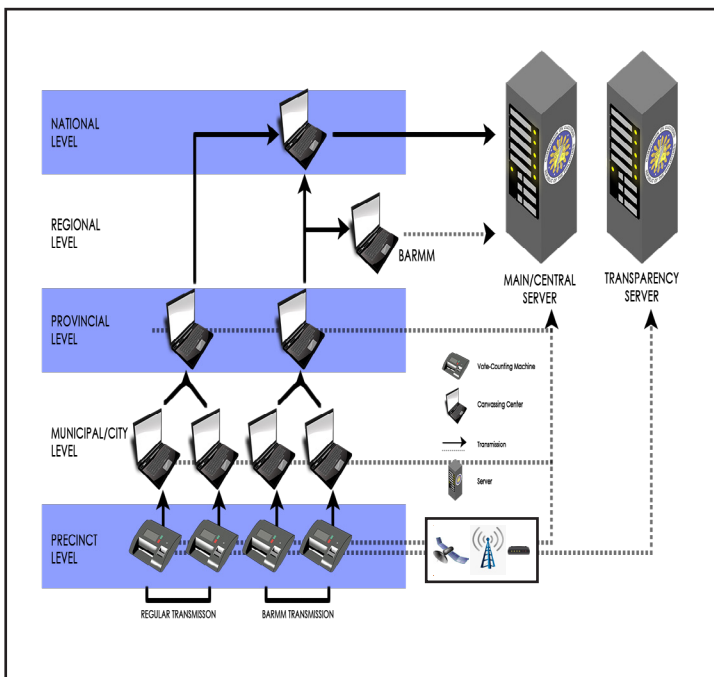 NATIONAL
LEVEL
REGIONAL
LEVEL
BARMM
MAIN/CENTRAL
SERVER
TRANSPARENCY
SERVER
PROVINCIAL
LEVEL
Vote-Counting Machine
Canvassing Center
Transmission
Server
MUNICIPAL/CITY
LEVEL
PRECINCT
LEVEL
REGULAR TRANSMISSON
BARMM TRANSMISSION